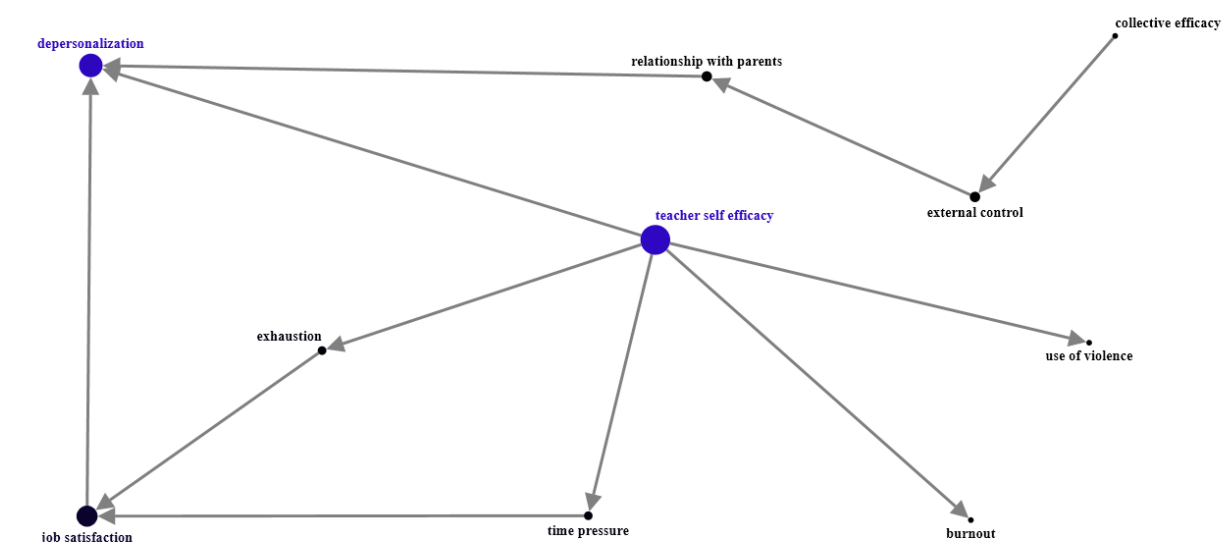 collective efficacy
depersonalization
relationship with parents
external control
teacher self efficacy
exhaustion
use of violence
time pressure
burnout
job satisfaction